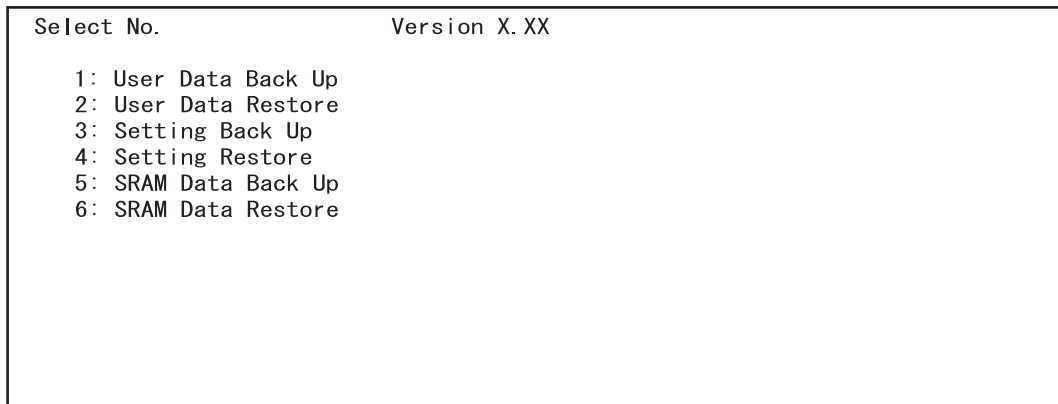 Select No. Version X.XX
1: User Data Back Up
2: User Data Restore
3: Setting Back Up
4: Setting Restore
5: SRAM Data Back Up
6: SRAM Data Restore